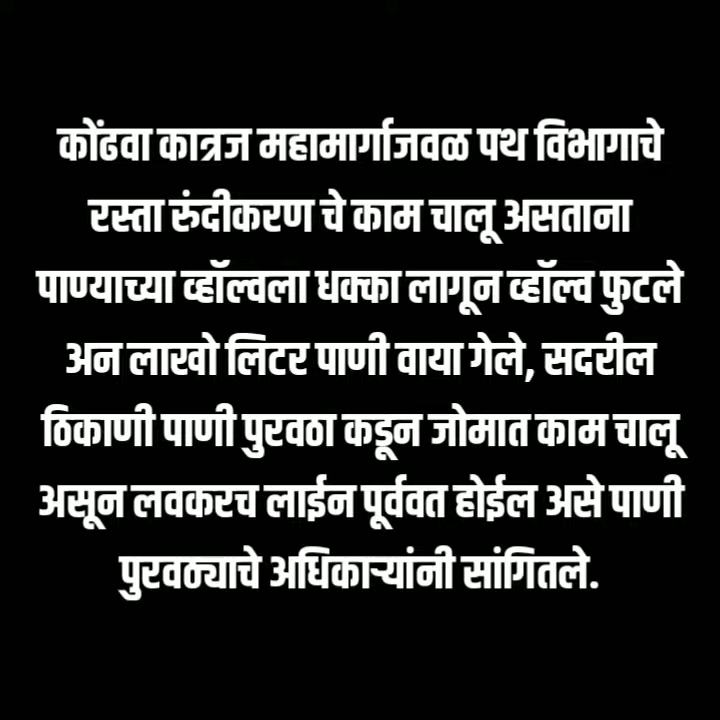 कोंढवा कात्रज महामार्गाजवळ पथ विभागाचे
रस्ता रुंदीकरण चे काम चालू असताना
पाण्याच्या व्हॉल्वला धक्का लागून व्हॉल्व फुटले
अन लाखो लिटर पाणी वाया गेले, सदरील
ठिकाणी पाणी पुरवठा कडून जोमात काम चालू
असून लवकरच लाईन पूर्ववत होईल असे पाणी
पुरवठ्याचे अधिकाऱ्यांनी सांगितले.